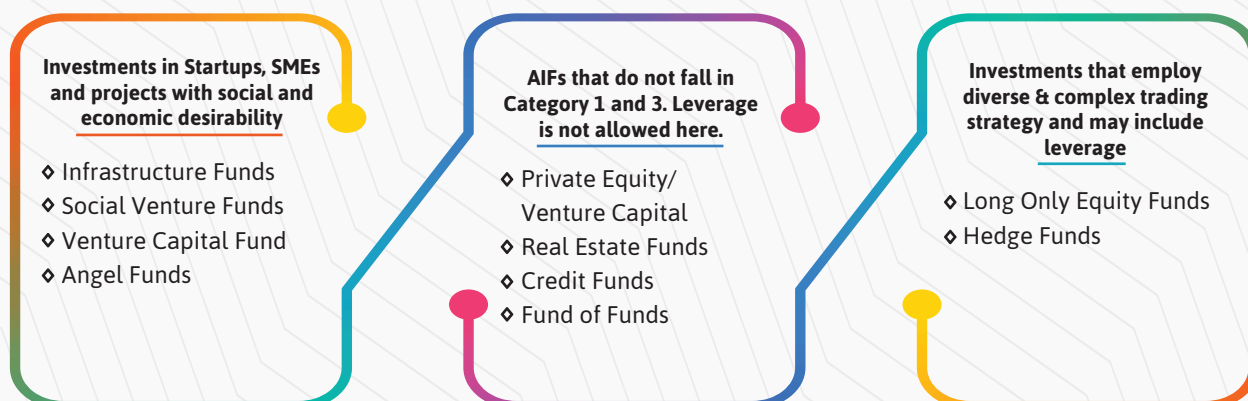 Investments in Startups, SMEs
and projects with social and
economic desirability
Infrastructure Funds
Social Venture Funds
Venture Capital Fund
Angel Funds
AIFs that do not fall in
Category 1 and 3. Leverage
is not allowed here.
Private Equity/
Venture Capital
Real Estate Funds
Credit Funds
Fund of Funds
Investments that employ
diverse & complex trading
strategy and may include
leverage
Long Only Equity Funds
Hedge Funds